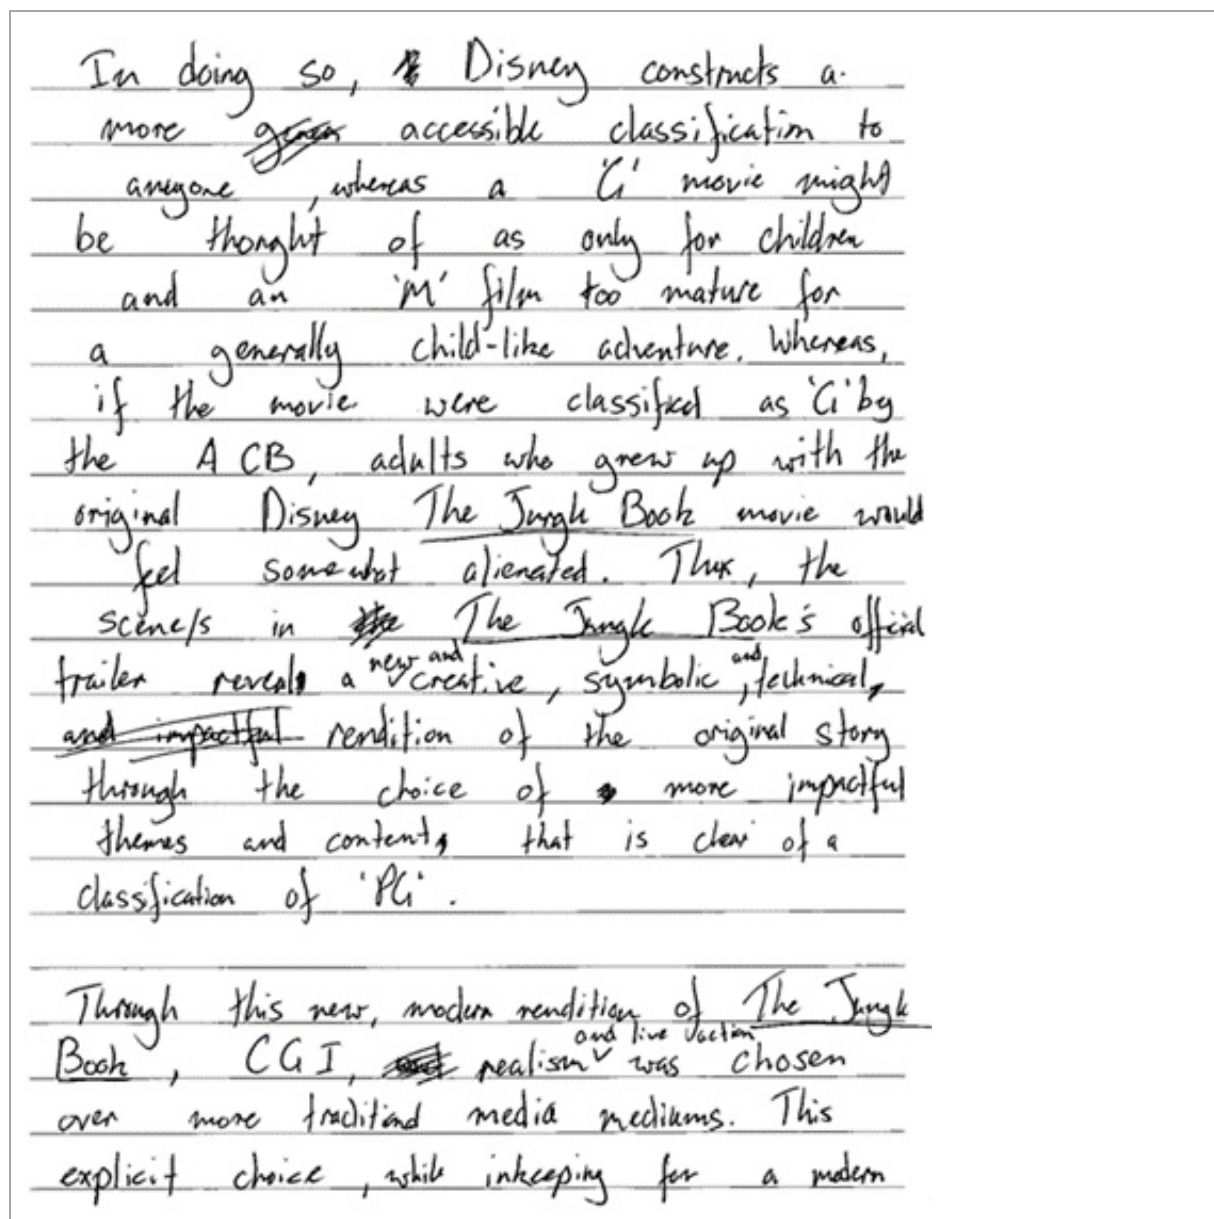 In doing so, Disney constructs a
more accessible classification to
anyone, whereas a 'G' movie might
be thought of as only for children
and an 'M' film too mature for
a generally child-like adventure. Whereas,
if the movie were classified as 'G' by
the ACB, adults who grew up with the
original Disney The Jungle Book movie would
feel somewhat alienated. Thus, the
scene/s in the The Jungle Book's official
trailer reveals a new and creative, symbolic, and technical,
and impactful rendition of the original story
through the choice of more impactful
themes and content, that is clear of a
classification of 'PG'.
Through this new, modern rendition of The Jungle
Book, CGI, realism and live action was chosen
over more traditional media mediums. This
explicit choice, while inkeeping for a modern